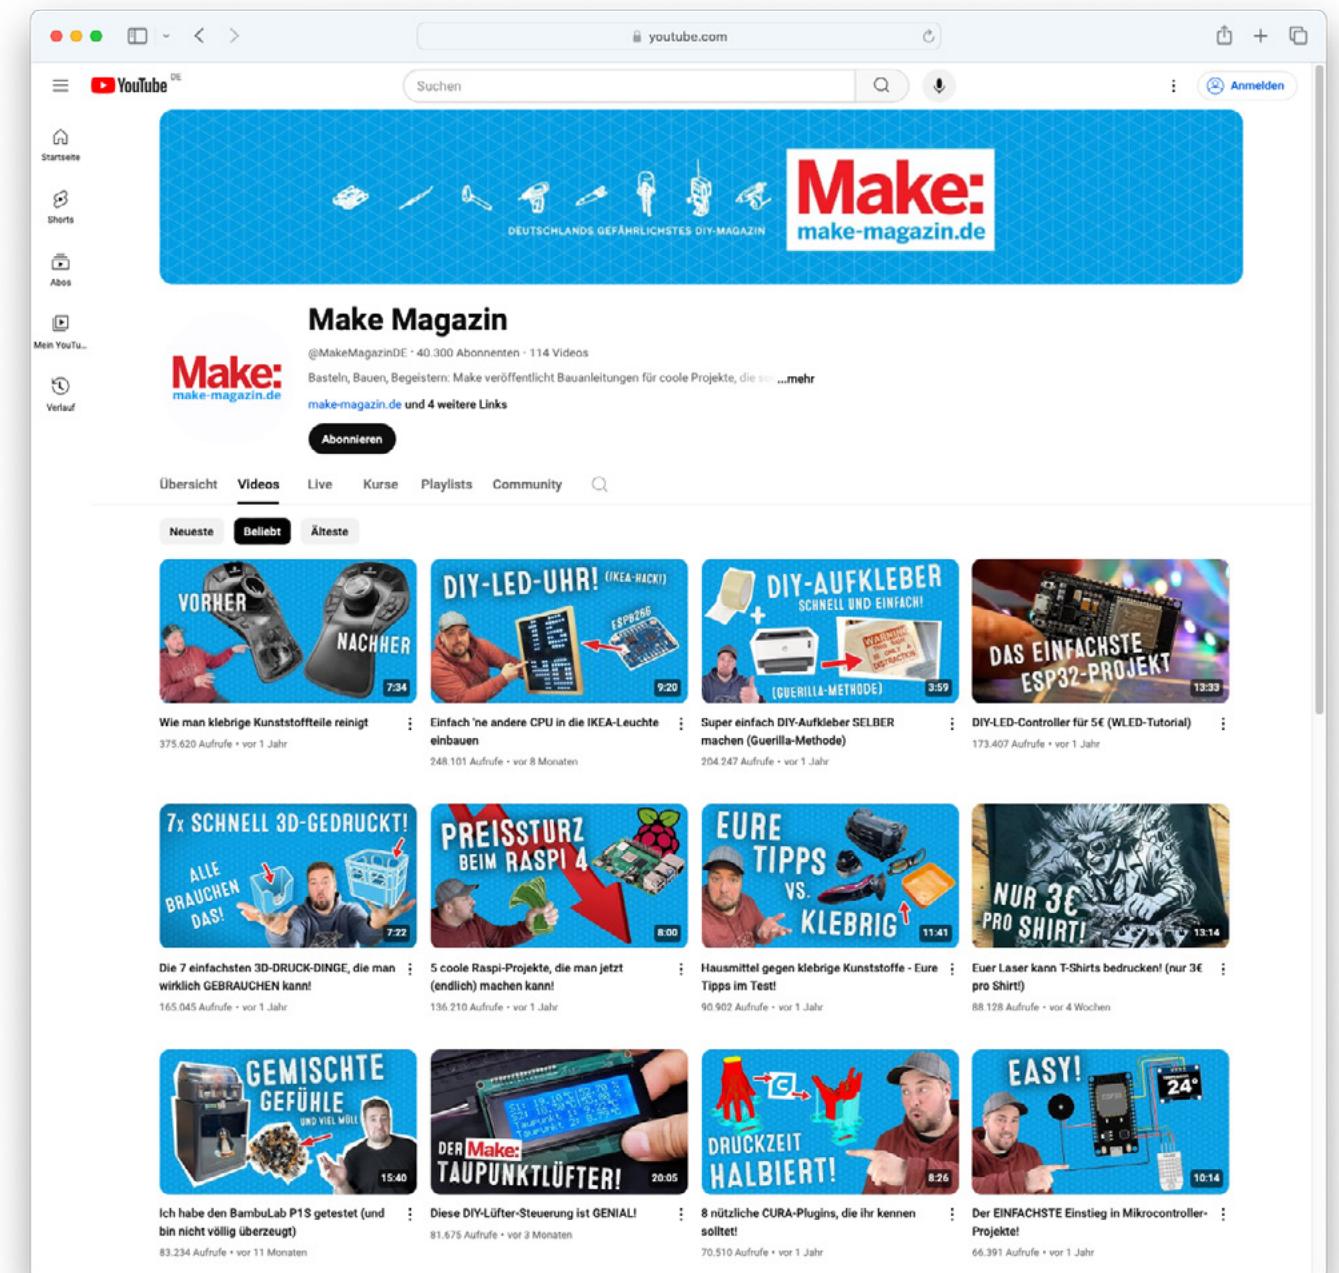 youtube.com
YouTube DE
Suchen
Anmelden
Startseite
Shorts
Abos
Mein YouTu...
Verlauf
DEUTSCHLANDS GEFÄHRLICHSTES DIY-MAGAZIN
Make:
make-magazin.de
Make:
make-magazin.de
Make Magazin
@MakeMagazinDE · 40.300 Abonnenten · 114 Videos
Basteln, Bauen, Begeistern: Make veröffentlicht Bauanleitungen für coole Projekte, die ...mehr
make-magazin.de und 4 weitere Links
Abonnieren
Übersicht Videos Live Kurse Playlists Community
Neueste Beliebt Älteste
VORHER
NACHHER
7:34
Wie man klebrige Kunststoffteile reinigt
375.620 Aufrufe • vor 1 Jahr
DIY-LED-UHR! (IKEA-HACK!)
ESP8266
9:20
Einfach 'ne andere CPU in die IKEA-Leuchte
einbauen
248.101 Aufrufe • vor 8 Monaten
DIY-AUFKLEBER
SCHNELL UND EINFACH!
+
WARNING
THIS SIGN
IS ONLY A
DISTRACTION
(GUERILLA-METHODE)
3:59
Super einfach DIY-Aufkleber SELBER
machen (Guerilla-Methode)
204.247 Aufrufe • vor 1 Jahr
DAS EINFACHSTE
ESP32-PROJEKT
13:33
DIY-LED-Controller für 5€ (WLED-Tutorial)
173.407 Aufrufe • vor 1 Jahr
7x SCHNELL 3D-GEDRUCKT!
ALLE
BRAUCHEN
DAS!
7:22
Die 7 einfachsten 3D-DRUCK-DINGE, die man
wirklich GEBRAUCHEN kann!
165.045 Aufrufe • vor 1 Jahr
PREISSTURZ
BEIM RASPI 4
8:00
5 coole Raspi-Projekte, die man jetzt
(endlich) machen kann!
136.210 Aufrufe • vor 1 Jahr
EURE
TIPPS
VS.
KLEBRIG
11:41
Hausmittel gegen klebrige Kunststoffe - Eure
Tipps im Test!
90.902 Aufrufe • vor 1 Jahr
NUR 3€
PRO SHIRT!
13:14
Euer Laser kann T-Shirts bedrucken! (nur 3€
pro Shirt!)
88.128 Aufrufe • vor 4 Wochen
GEMISCHTE
GEFÜHLE
UND VIEL MÜLL
15:40
Ich habe den BambuLab P1S getestet (und
bin nicht völlig überzeugt)
83.234 Aufrufe • vor 11 Monaten
DER Make:
TAUPUNKTLÜFTER!
20:05
Diese DIY-Lüfter-Steuerung ist GENIAL!
81.675 Aufrufe • vor 3 Monaten
C
DRUCKZEIT
HALBIERT!
8:26
8 nützliche CURA-Plugins, die ihr kennen
solltet!
70.510 Aufrufe • vor 1 Jahr
EASY!
24°
10:14
Der EINFACHSTE Einstieg in Mikrocontroller-
Projekte!
66.391 Aufrufe • vor 1 Jahr